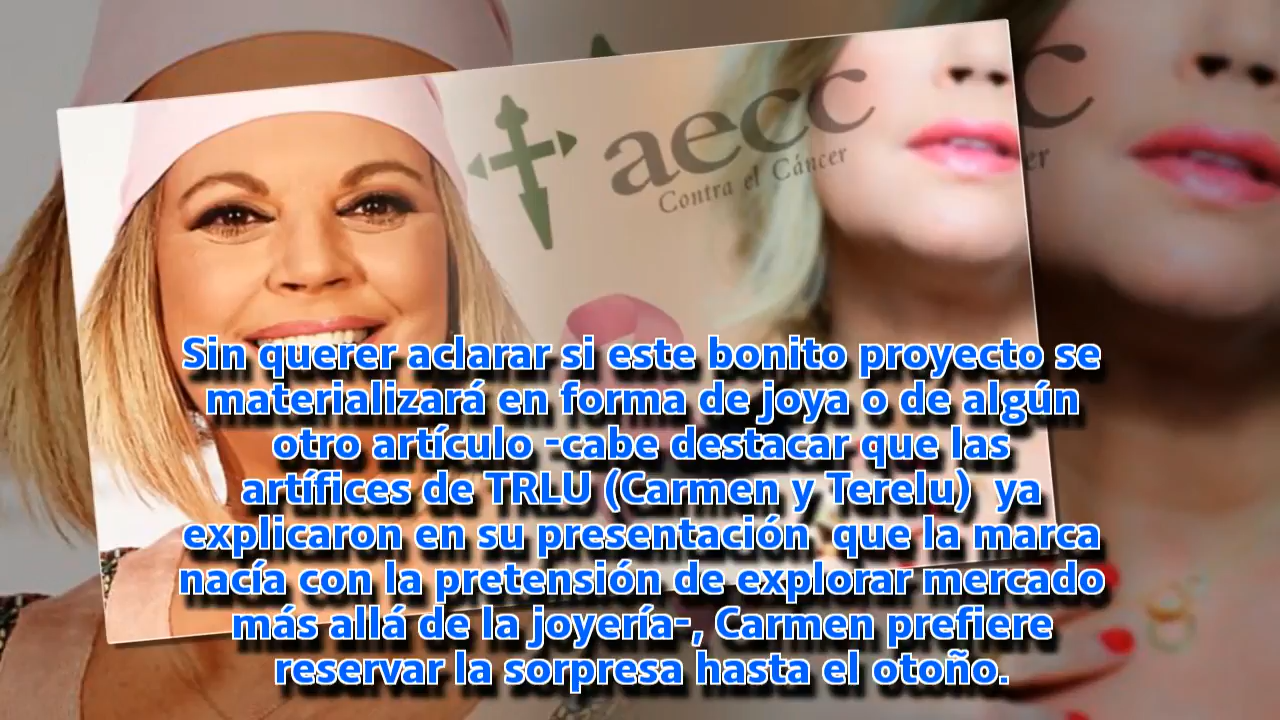 aecc
Contra el Cáncer
c
er
Sin querer aclarar si este bonito proyecto se
materializará en forma de joya o de algún
otro artículo -cabe destacar que las
artífices de TRLU (Carmen y Terelu) ya
explicaron en su presentación que la marca
nacía con la pretensión de explorar mercado
más allá de la joyería-, Carmen prefiere
reservar la sorpresa hasta el otoño.